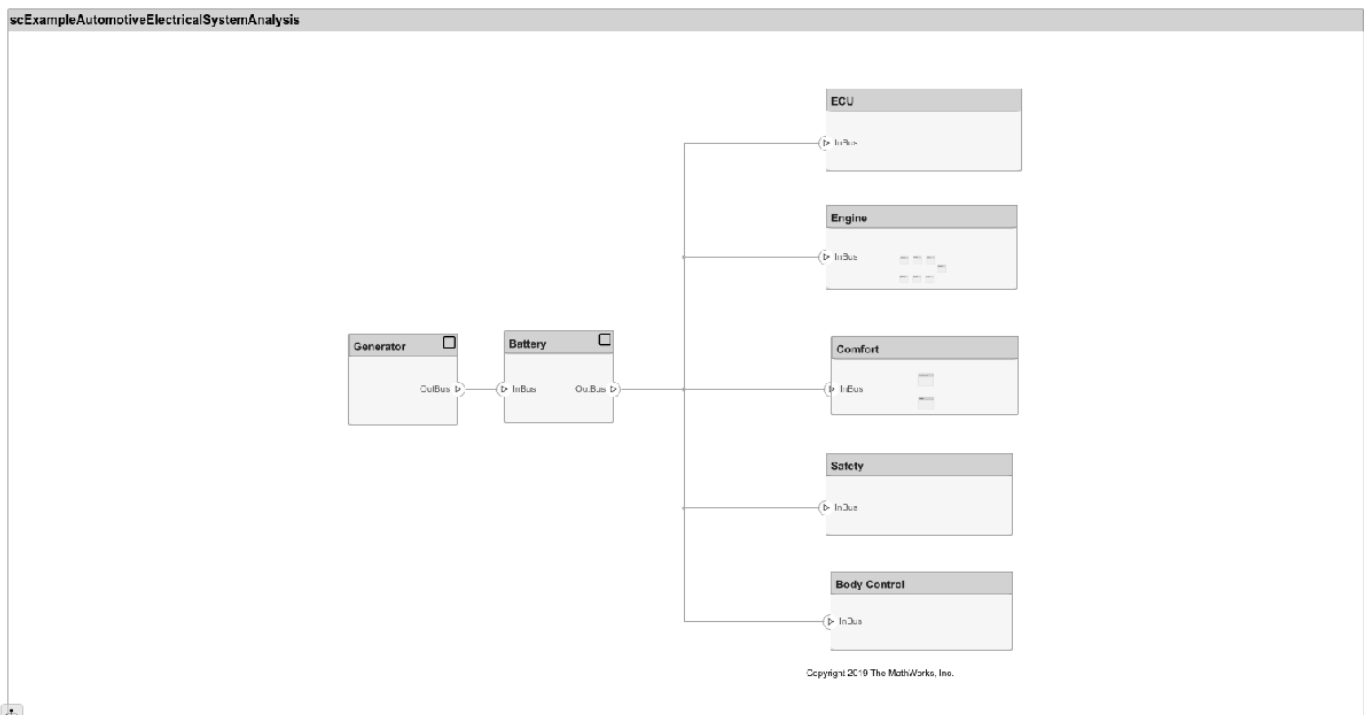 scExampleAutomotiveElectricalSystemAnalysis
ECU
InBus
Engine
InBus
Generator
OutBus
Battery
InBus
OutBus
Comfort
InBus
Safety
InBus
Body Control
InBus
Copyright 2019 The MathWorks, Inc.